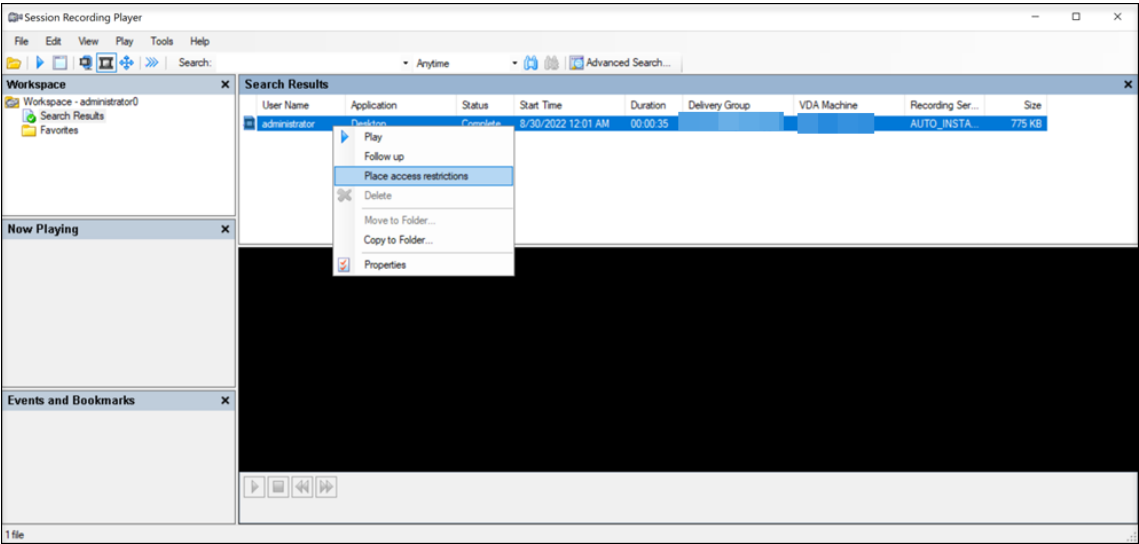 Session Recording Player
File Edit View Play Tools Help
Search: Anytime Advanced Search...
Workspace
Workspace - administrator0
Search Results
Favorites
Now Playing
Events and Bookmarks
Search Results
User Name Application Status Start Time Duration Delivery Group VDA Machine Recording Ser... Size
administrator Desktop Complete 8/30/2022 12:01 AM 00:00:35 AUTO_INSTA... 775 KB
Play
Follow up
Place access restrictions
Delete
Move to Folder...
Copy to Folder...
Properties
1 file